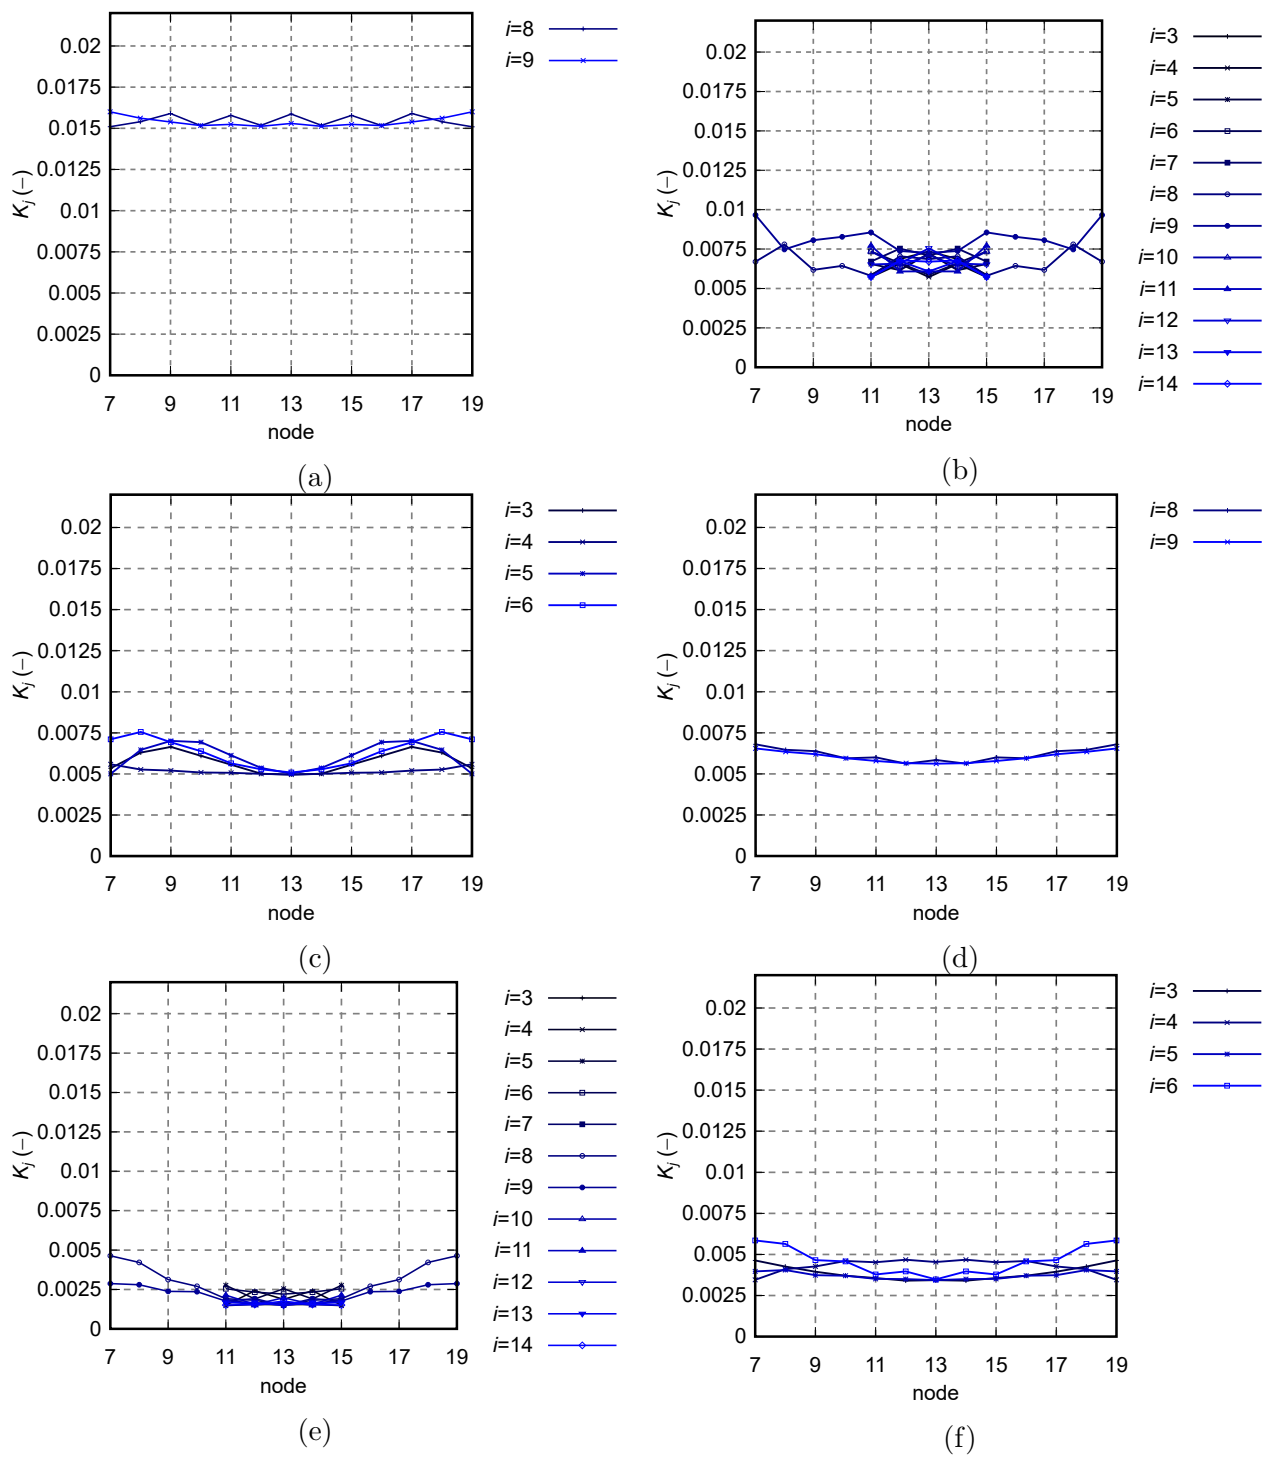 0.02
0.0175
0.015
0.0125
0.01
0.0075
0.005
0.0025
0
K_j (−)
7 9 11 13 15 17 19
node
i=8
i=9
(a)
0.02
0.0175
0.015
0.0125
0.01
0.0075
0.005
0.0025
0
K_j (−)
7 9 11 13 15 17 19
node
i=3
i=4
i=5
i=6
i=7
i=8
i=9
i=10
i=11
i=12
i=13
i=14
(b)
0.02
0.0175
0.015
0.0125
0.01
0.0075
0.005
0.0025
0
K_j (−)
7 9 11 13 15 17 19
node
i=3
i=4
i=5
i=6
(c)
0.02
0.0175
0.015
0.0125
0.01
0.0075
0.005
0.0025
0
K_j (−)
7 9 11 13 15 17 19
node
i=8
i=9
(d)
0.02
0.0175
0.015
0.0125
0.01
0.0075
0.005
0.0025
0
K_j (−)
7 9 11 13 15 17 19
node
i=3
i=4
i=5
i=6
i=7
i=8
i=9
i=10
i=11
i=12
i=13
i=14
(e)
0.02
0.0175
0.015
0.0125
0.01
0.0075
0.005
0.0025
0
K_j (−)
7 9 11 13 15 17 19
node
i=3
i=4
i=5
i=6
(f)